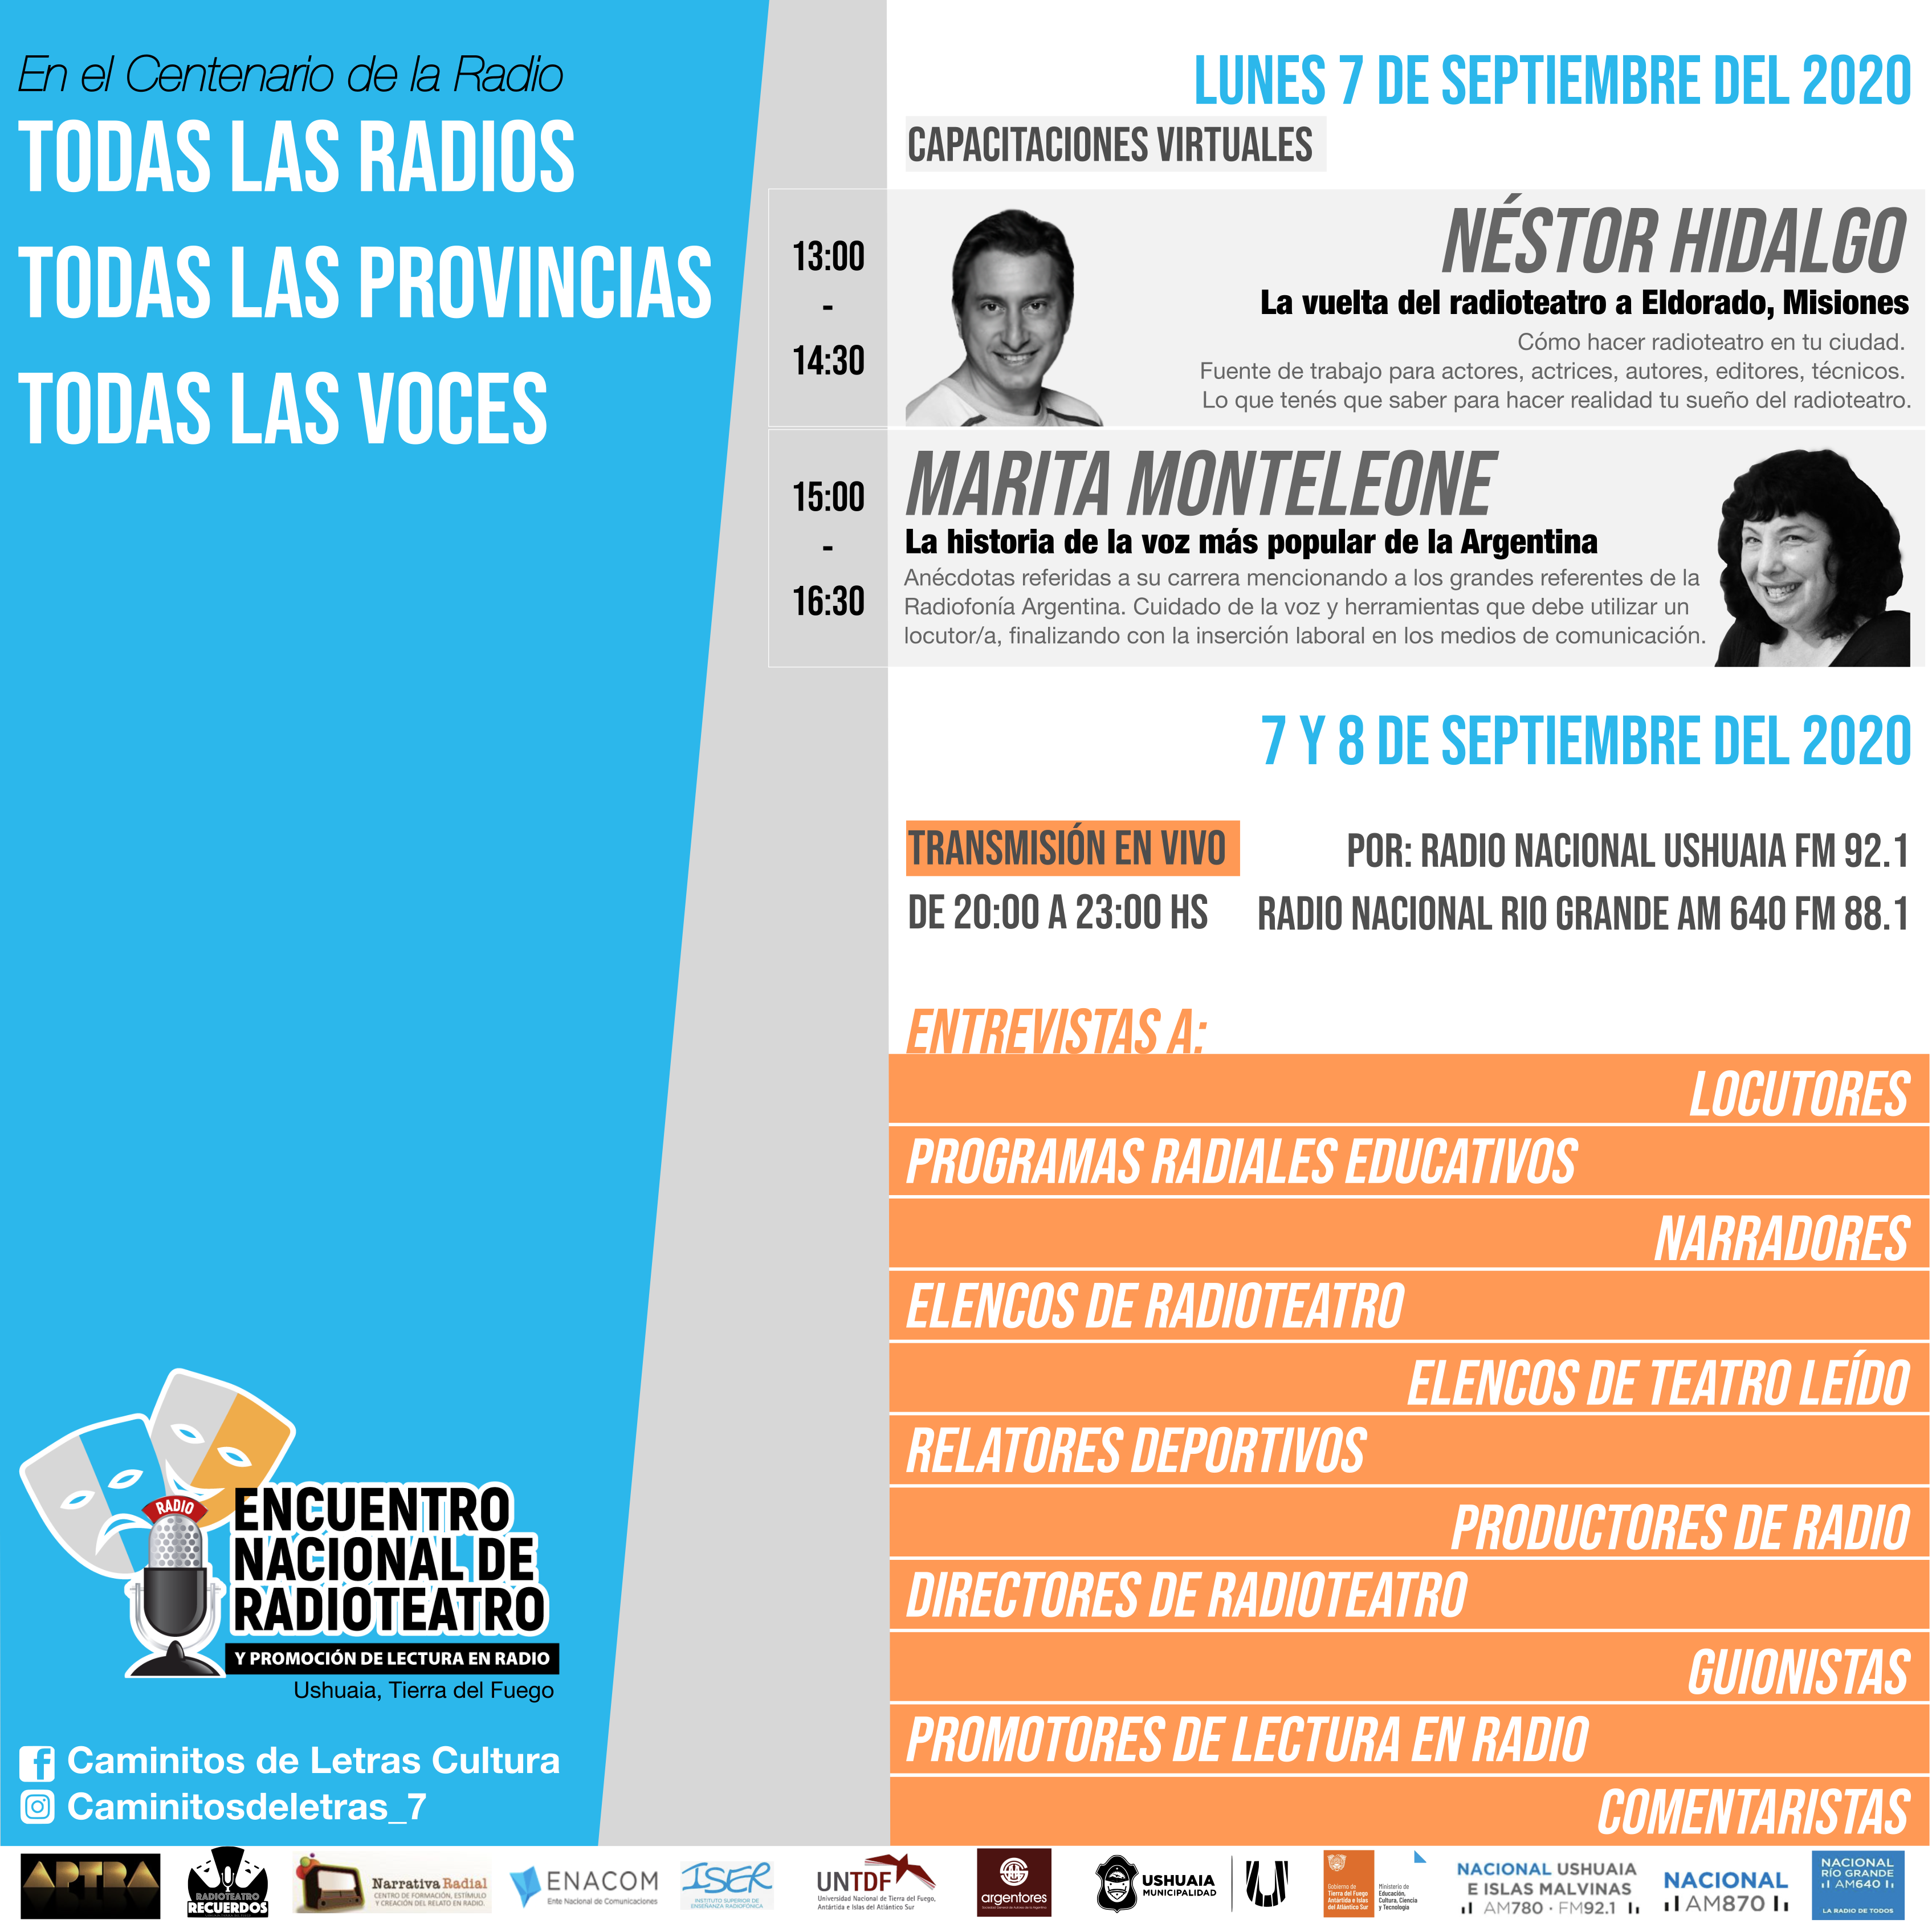 En el Centenario de la Radio
TODAS LAS RADIOS
TODAS LAS PROVINCIAS
TODAS LAS VOCES
LUNES 7 DE SEPTIEMBRE DEL 2020
CAPACITACIONES VIRTUALES
13:00
-
14:30
NÉSTOR HIDALGO
La vuelta del radioteatro a Eldorado, Misiones
Cómo hacer radioteatro en tu ciudad.
Fuente de trabajo para actores, actrices, autores, editores, técnicos.
Lo que tenés que saber para hacer realidad tu sueño del radioteatro.
15:00
-
16:30
MARITA MONTELEONE
La historia de la voz más popular de la Argentina
Anécdotas referidas a su carrera mencionando a los grandes referentes de la
Radiofonía Argentina. Cuidado de la voz y herramientas que debe utilizar un
locutor/a, finalizando con la inserción laboral en los medios de comunicación.
7 Y 8 DE SEPTIEMBRE DEL 2020
TRANSMISIÓN EN VIVO
DE 20:00 A 23:00 HS
POR: RADIO NACIONAL USHUAIA FM 92.1
RADIO NACIONAL RIO GRANDE AM 640 FM 88.1
ENTREVISTAS A:
LOCUTORES
PROGRAMAS RADIALES EDUCATIVOS
NARRADORES
ELENCOS DE RADIOTEATRO
ELENCOS DE TEATRO LEÍDO
RELATORES DEPORTIVOS
PRODUCTORES DE RADIO
DIRECTORES DE RADIOTEATRO
GUIONISTAS
PROMOTORES DE LECTURA EN RADIO
COMENTARISTAS
RADIO
ENCUENTRO
NACIONAL DE
RADIOTEATRO
Y PROMOCIÓN DE LECTURA EN RADIO
Ushuaia, Tierra del Fuego
Caminitos de Letras Cultura
Caminitosdeletras_7
APTRA
RADIOTEATRO
RECUERDOS
Narrativa Radial
CENTRO DE FORMACIÓN, ESTÍMULO
Y CREACIÓN DEL RELATO EN RADIO.
ENACOM
Ente Nacional de Comunicaciones
ISER
INSTITUTO SUPERIOR DE
ENSEÑANZA RADIOFÓNICA
UNTDF
Universidad Nacional de Tierra del Fuego,
Antártida e Islas del Atlántico Sur
argentores
USHUAIA
MUNICIPALIDAD
Gobierno de
Tierra del Fuego
Antártida e Islas
del Atlántico Sur
Ministerio de
Educación,
Cultura, Ciencia
y Tecnología
NACIONAL USHUAIA
E ISLAS MALVINAS
AM780 · FM92.1
NACIONAL
AM870
NACIONAL
RÍO GRANDE
AM640
LA RADIO DE TODOS